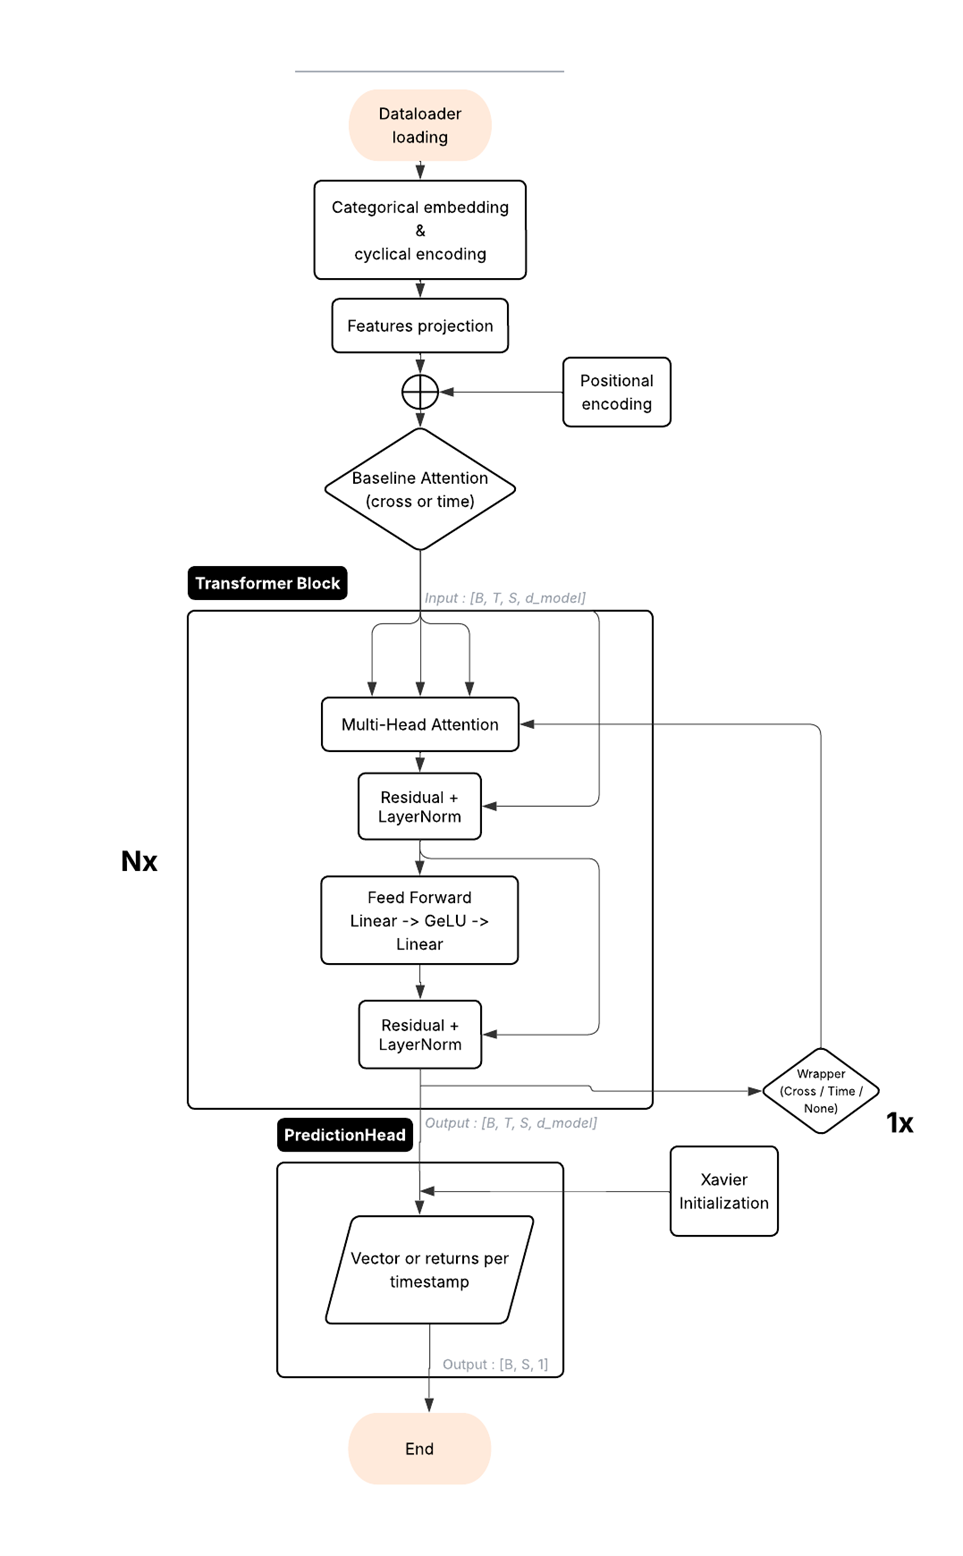 Dataloader
loading
Categorical embedding
&
cyclical encoding
Features projection
Positional
encoding
Baseline Attention
(cross or time)
Transformer Block
Input : [B, T, S, d_model]
Multi-Head Attention
Residual +
LayerNorm
Nx
Feed Forward
Linear -> GeLU ->
Linear
Residual +
LayerNorm
Wrapper
(Cross / Time /
None)
1x
Output : [B, T, S, d_model]
PredictionHead
Xavier
Initialization
Vector or returns per
timestamp
Output : [B, S, 1]
End